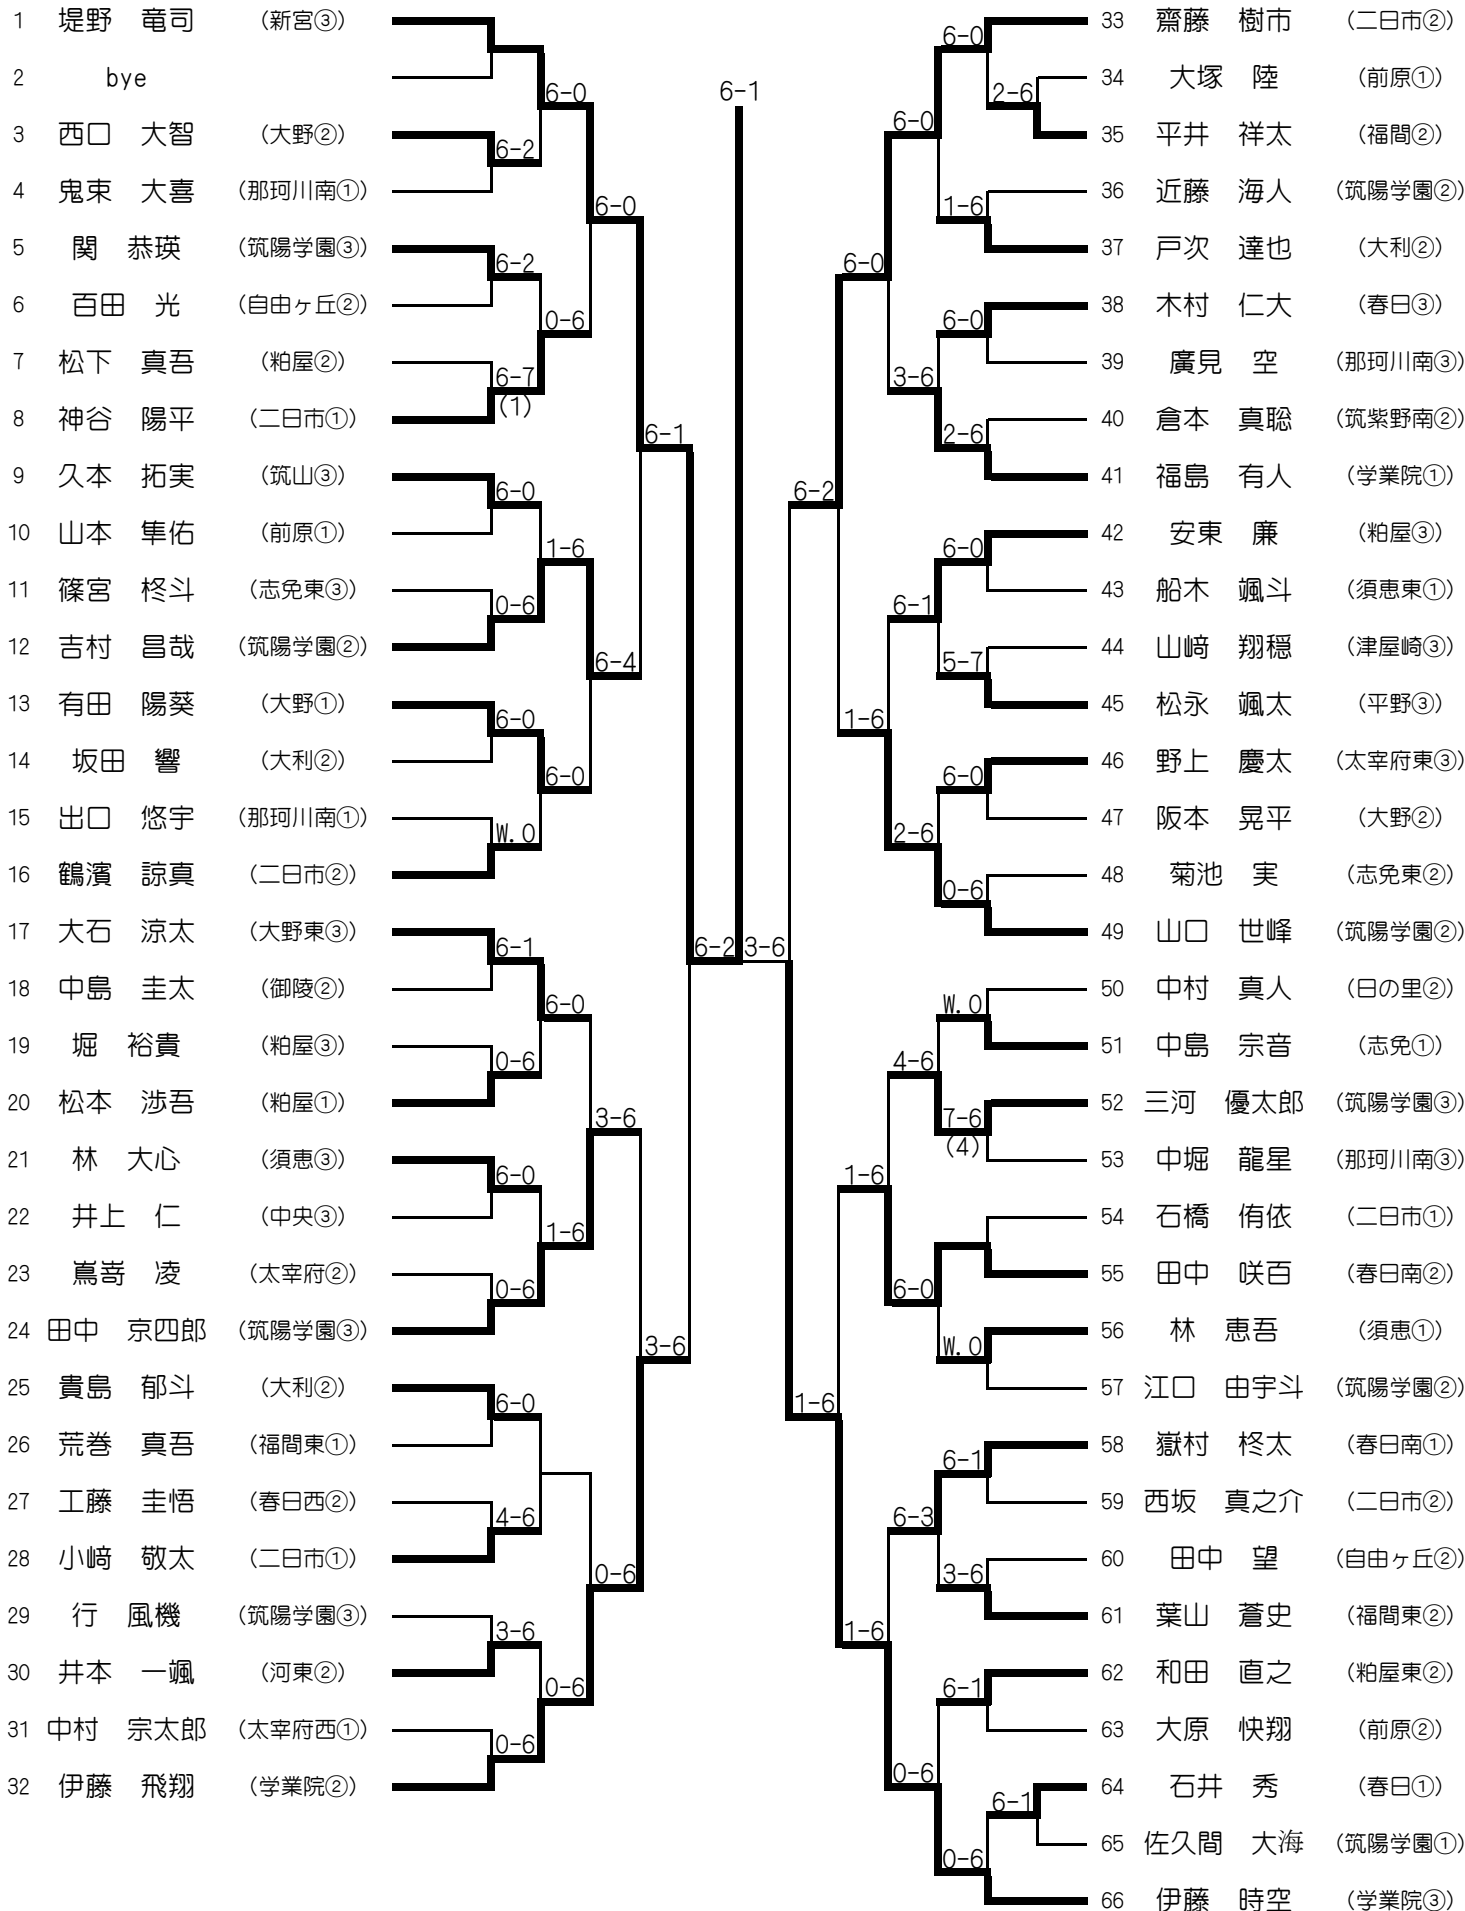 6-1
1 堤野 竜司 (新宮③)
2 bye
6-0
3 西口 大智 (大野②)
6-2
4 鬼束 大喜 (那珂川南①)
6-0
5 関 恭瑛 (筑陽学園③)
6-2
6 百田 光 (自由ヶ丘②)
0-6
7 松下 真吾 (粕屋②)
6-7
(1)
8 神谷 陽平 (二日市①)
6-1
9 久本 拓実 (筑山③)
6-0
10 山本 隼佑 (前原①)
1-6
11 篠宮 柊斗 (志免東③)
0-6
12 吉村 昌哉 (筑陽学園②)
6-4
13 有田 陽葵 (大野①)
6-0
14 坂田 響 (大利②)
6-0
15 出口 悠宇 (那珂川南①)
W.O
16 鶴濱 諒真 (二日市②)
17 大石 涼太 (大野東③)
6-1
6-2
3-6
18 中島 圭太 (御陵②)
6-0
19 堀 裕貴 (粕屋③)
0-6
20 松本 渉吾 (粕屋①)
3-6
21 林 大心 (須恵③)
6-0
22 井上 仁 (中央③)
1-6
23 嶌嵜 凌 (太宰府②)
0-6
24 田中 京四郎 (筑陽学園③)
3-6
25 貴島 郁斗 (大利②)
6-0
26 荒巻 真吾 (福間東①)
27 工藤 圭悟 (春日西②)
4-6
28 小﨑 敬太 (二日市①)
0-6
29 行 風機 (筑陽学園③)
3-6
30 井本 一颯 (河東②)
0-6
31 中村 宗太郎 (太宰府西①)
0-6
32 伊藤 飛翔 (学業院②)
33 齋藤 樹市 (二日市②)
6-0
34 大塚 陸 (前原①)
2-6
6-0
35 平井 祥太 (福間②)
36 近藤 海人 (筑陽学園②)
1-6
37 戸次 達也 (大利②)
6-0
38 木村 仁大 (春日③)
6-0
39 廣見 空 (那珂川南③)
3-6
40 倉本 真聡 (筑紫野南②)
2-6
41 福島 有人 (学業院①)
6-2
42 安東 廉 (粕屋③)
6-0
43 船木 颯斗 (須恵東①)
6-1
44 山﨑 翔穏 (津屋崎③)
5-7
45 松永 颯太 (平野③)
1-6
46 野上 慶太 (太宰府東③)
6-0
47 阪本 晃平 (大野②)
2-6
48 菊池 実 (志免東②)
0-6
49 山口 世峰 (筑陽学園②)
50 中村 真人 (日の里②)
W.O
51 中島 宗音 (志免①)
4-6
52 三河 優太郎 (筑陽学園③)
7-6
(4)
53 中堀 龍星 (那珂川南③)
1-6
54 石橋 侑依 (二日市①)
55 田中 咲百 (春日南②)
6-0
56 林 恵吾 (須恵①)
W.O
57 江口 由宇斗 (筑陽学園②)
1-6
58 嶽村 柊太 (春日南①)
6-1
59 西坂 真之介 (二日市②)
6-3
60 田中 望 (自由ヶ丘②)
3-6
61 葉山 蒼史 (福間東②)
1-6
62 和田 直之 (粕屋東②)
6-1
63 大原 快翔 (前原②)
0-6
64 石井 秀 (春日①)
6-1
65 佐久間 大海 (筑陽学園①)
0-6
66 伊藤 時空 (学業院③)